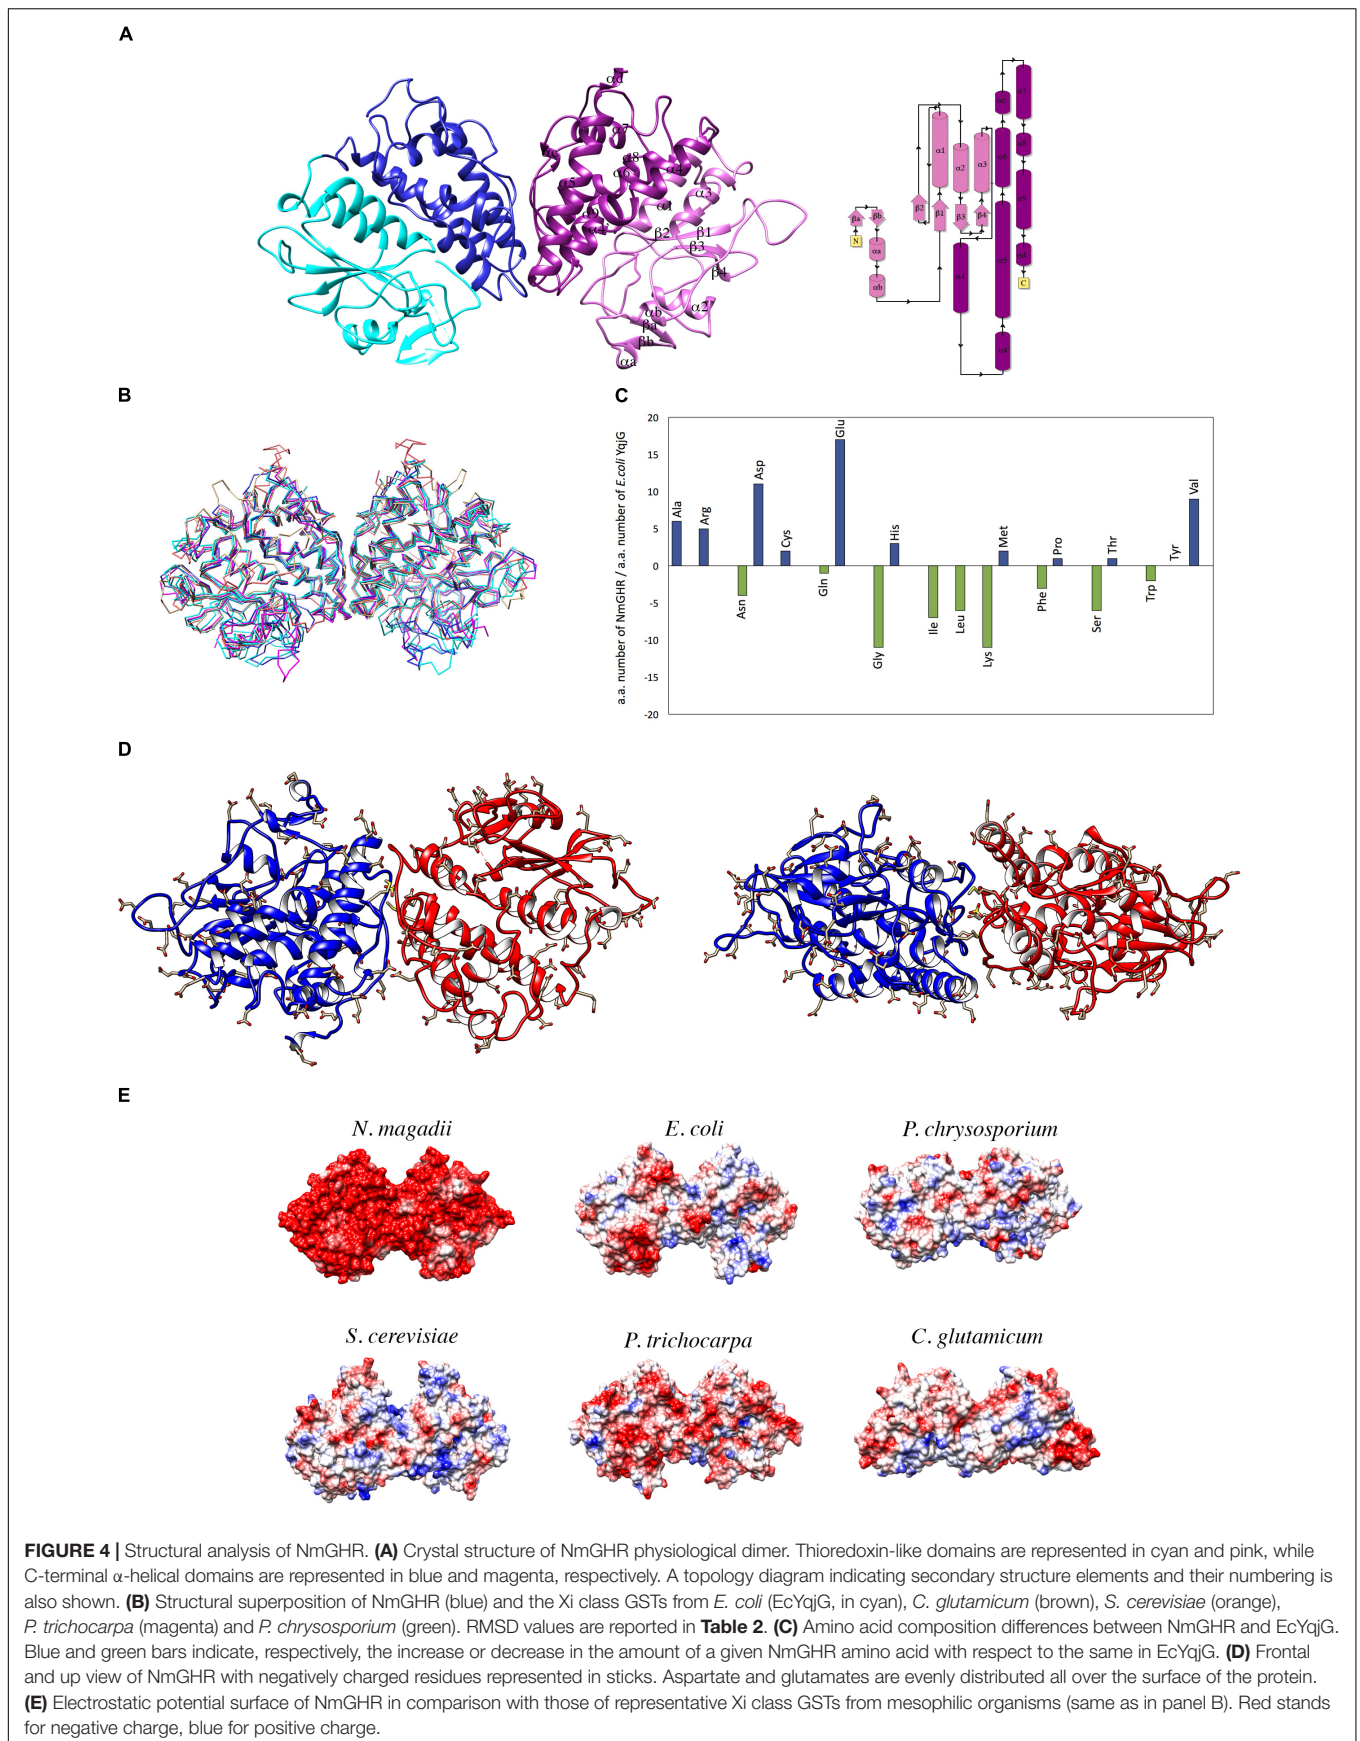 A
αd
α7
αc
α8
α6
α4
α5
α3
α9
α1
β2
β1
β3
β4
αb
α2
βa
βb
αa
α1
α2
α3
β2
β1
β3
β4
βa
βb
N
αa
αb
C
B
C
a.a. number of NmGHR / a.a. number of E.coli YqjG
20
15
10
5
0
-5
-10
-15
-20
Ala
Arg
Asn
Asp
Cys
Gln
Glu
Gly
His
Ile
Leu
Lys
Met
Phe
Pro
Ser
Thr
Trp
Tyr
Val
D
E
N. magadii
E. coli
P. chrysosporium
S. cerevisiae
P. trichocarpa
C. glutamicum
FIGURE 4 | Structural analysis of NmGHR. (A) Crystal structure of NmGHR physiological dimer. Thioredoxin-like domains are represented in cyan and pink, while
C-terminal α-helical domains are represented in blue and magenta, respectively. A topology diagram indicating secondary structure elements and their numbering is
also shown. (B) Structural superposition of NmGHR (blue) and the Xi class GSTs from E. coli (EcYqjG, in cyan), C. glutamicum (brown), S. cerevisiae (orange),
P. trichocarpa (magenta) and P. chrysosporium (green). RMSD values are reported in Table 2. (C) Amino acid composition differences between NmGHR and EcYqjG.
Blue and green bars indicate, respectively, the increase or decrease in the amount of a given NmGHR amino acid with respect to the same in EcYqjG. (D) Frontal
and up view of NmGHR with negatively charged residues represented in sticks. Aspartate and glutamates are evenly distributed all over the surface of the protein.
(E) Electrostatic potential surface of NmGHR in comparison with those of representative Xi class GSTs from mesophilic organisms (same as in panel B). Red stands
for negative charge, blue for positive charge.